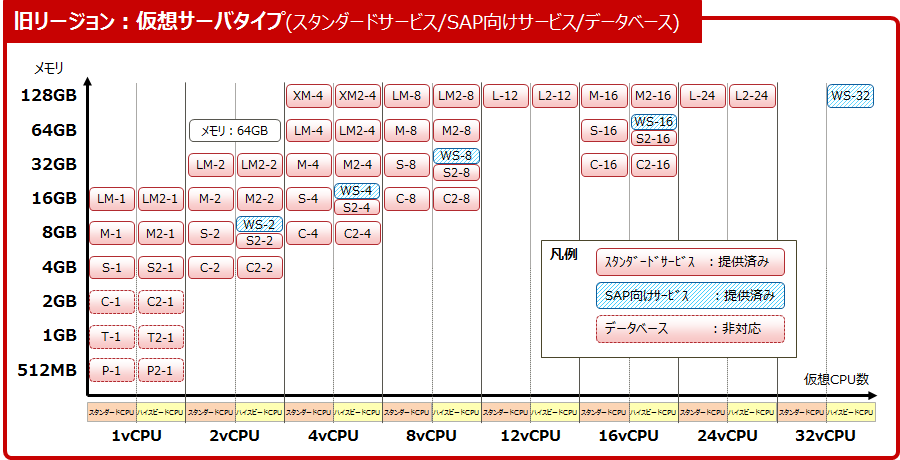 旧リージョン：仮想サーバタイプ(スタンダードサービス/SAP向けサービス/データベース)
メモリ
128GB XM-4 XM2-4 LM-8 LM2-8 L-12 L2-12 M-16 M2-16 L-24 L2-24 WS-32
64GB メモリ：64GB LM-4 LM2-4 M-8 M2-8 S-16 WS-16 S2-16
32GB LM-2 LM2-2 M-4 M2-4 S-8 WS-8 S2-8 C-16 C2-16
16GB LM-1 LM2-1 M-2 M2-2 S-4 WS-4 S2-4 C-8 C2-8
8GB M-1 M2-1 S-2 WS-2 S2-2 C-4 C2-4
4GB S-1 S2-1 C-2 C2-2
2GB C-1 C2-1
1GB T-1 T2-1
512MB P-1 P2-1
凡例
ｽﾀﾝﾀﾞｰﾄﾞｻｰﾋﾞｽ ：提供済み
SAP向けｻｰﾋﾞｽ ：提供済み
データベース ：非対応
仮想CPU数
スタンダードCPU ハイスピードCPU スタンダードCPU ハイスピードCPU スタンダードCPU ハイスピードCPU スタンダードCPU ハイスピードCPU スタンダードCPU ハイスピードCPU スタンダードCPU ハイスピードCPU スタンダードCPU ハイスピードCPU スタンダードCPU ハイスピードCPU
1vCPU 2vCPU 4vCPU 8vCPU 12vCPU 16vCPU 24vCPU 32vCPU